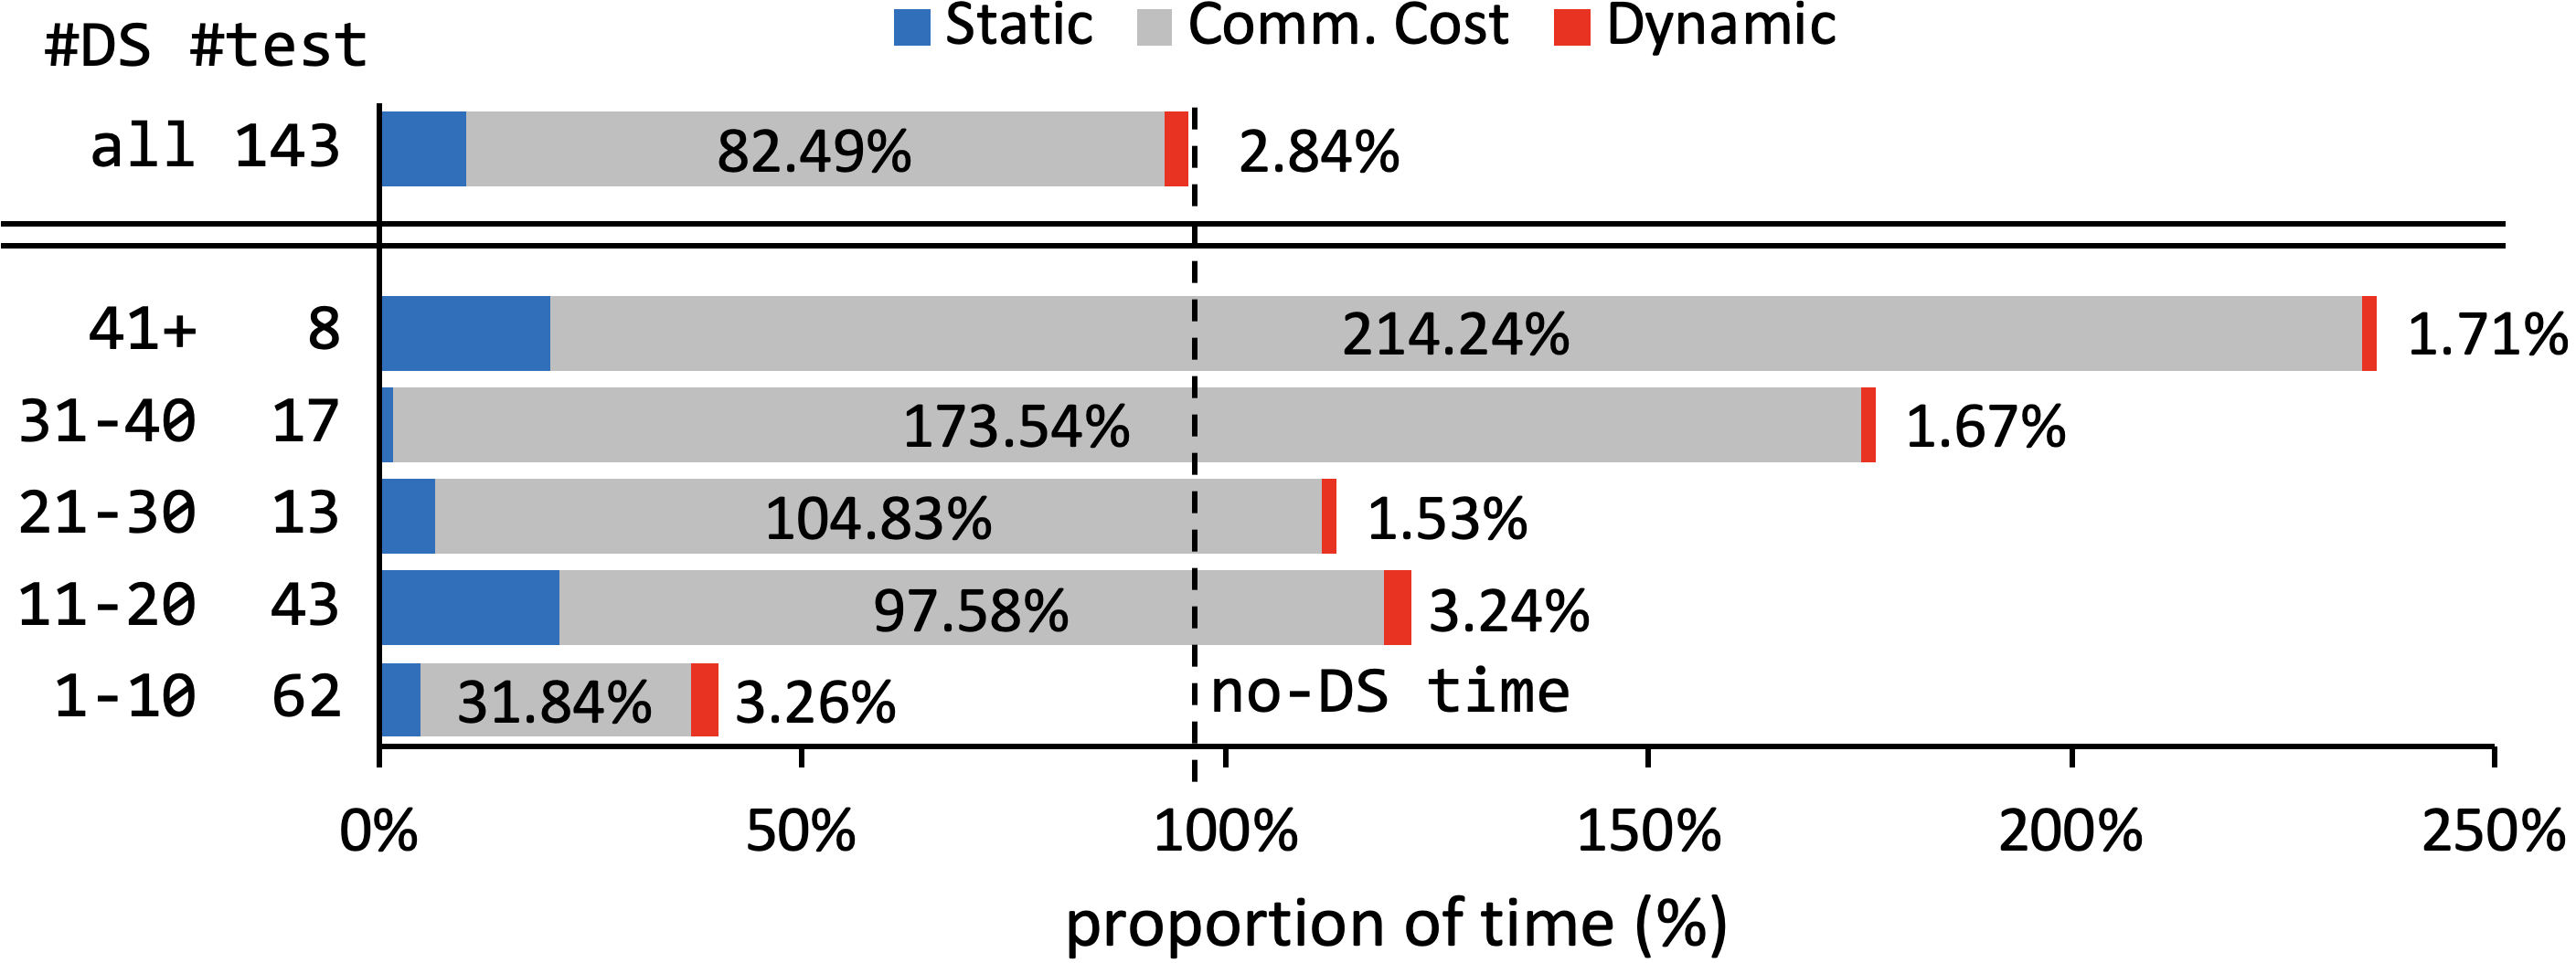 Static Comm. Cost Dynamic
#DS #test
all 143 82.49% 2.84%
41+ 8 214.24% 1.71%
31-40 17 173.54% 1.67%
21-30 13 104.83% 1.53%
11-20 43 97.58% 3.24%
1-10 62 31.84% 3.26% no-DS time
0% 50% 100% 150% 200% 250%
proportion of time (%)